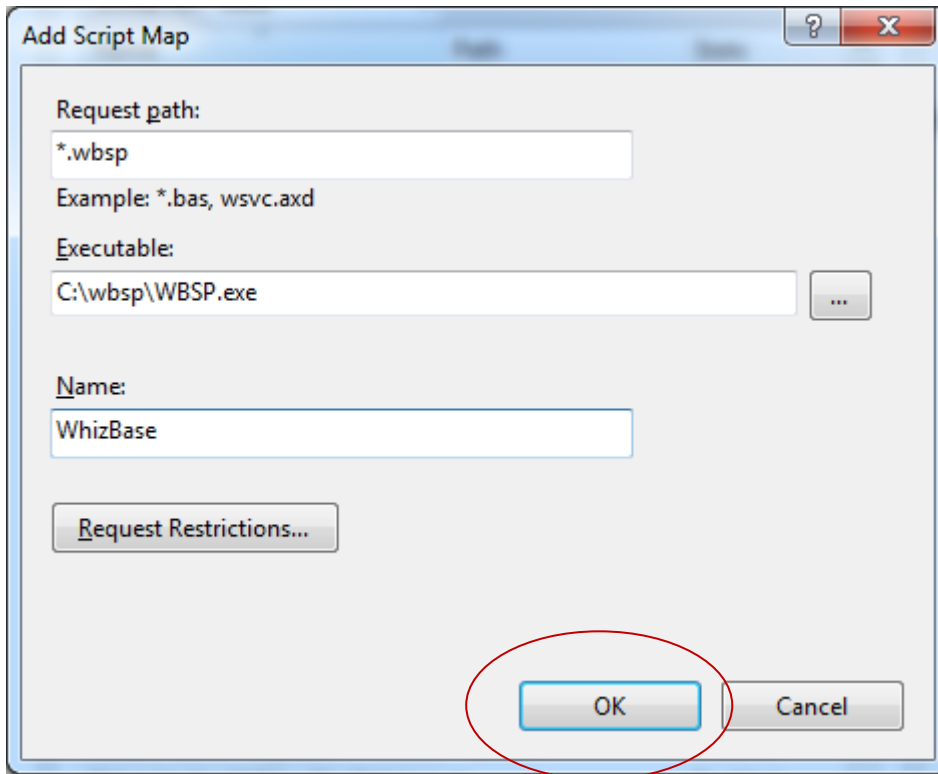 Add Script Map
Request path:
*.wbsp
Example: *.bas, wsvc.axd
Executable:
C:\wbsp\WBSP.exe
...
Name:
WhizBase
Request Restrictions...
OK
Cancel